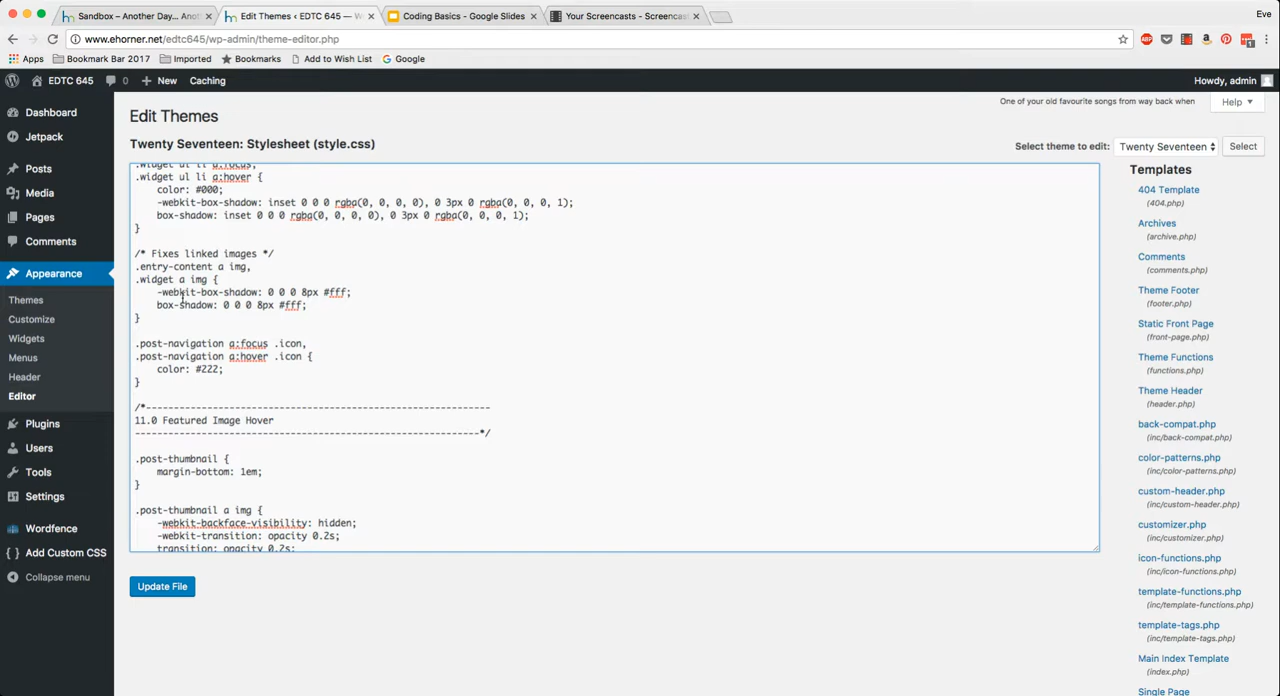 Sandbox – Another Day... Anot
Edit Themes ‹ EDTC 645 — W
Coding Basics - Google Slides
Your Screencasts - Screencast
Eve
www.ehorner.net/edtc645/wp-admin/theme-editor.php
Apps
Bookmark Bar 2017
Imported
Bookmarks
Add to Wish List
Google
EDTC 645
0
New
Caching
Howdy, admin
Dashboard
Jetpack
Posts
Media
Pages
Comments
Appearance
Themes
Customize
Widgets
Menus
Header
Editor
Plugins
Users
Tools
Settings
Wordfence
Add Custom CSS
Collapse menu
One of your old favourite songs from way back when
Help
Edit Themes
Twenty Seventeen: Stylesheet (style.css)
Select theme to edit: Twenty Seventeen Select
.widget ul li a:focus,
.widget ul li a:hover {
color: #000;
-webkit-box-shadow: inset 0 0 0 rgba(0, 0, 0, 0), 0 3px 0 rgba(0, 0, 0, 1);
box-shadow: inset 0 0 0 rgba(0, 0, 0, 0), 0 3px 0 rgba(0, 0, 0, 1);
}
/* Fixes linked images */
.entry-content a img,
.widget a img {
-webkit-box-shadow: 0 0 0 8px #fff;
box-shadow: 0 0 0 8px #fff;
}
.post-navigation a:focus .icon,
.post-navigation a:hover .icon {
color: #222;
}
/*--------------------------------------------------------------
11.0 Featured Image Hover
--------------------------------------------------------------*/
.post-thumbnail {
margin-bottom: 1em;
}
.post-thumbnail a img {
-webkit-backface-visibility: hidden;
-webkit-transition: opacity 0.2s;
transition: opacity 0.2s;
Update File
Templates
404 Template
(404.php)
Archives
(archive.php)
Comments
(comments.php)
Theme Footer
(footer.php)
Static Front Page
(front-page.php)
Theme Functions
(functions.php)
Theme Header
(header.php)
back-compat.php
(inc/back-compat.php)
color-patterns.php
(inc/color-patterns.php)
custom-header.php
(inc/custom-header.php)
customizer.php
(inc/customizer.php)
icon-functions.php
(inc/icon-functions.php)
template-functions.php
(inc/template-functions.php)
template-tags.php
(inc/template-tags.php)
Main Index Template
(index.php)
Single Page